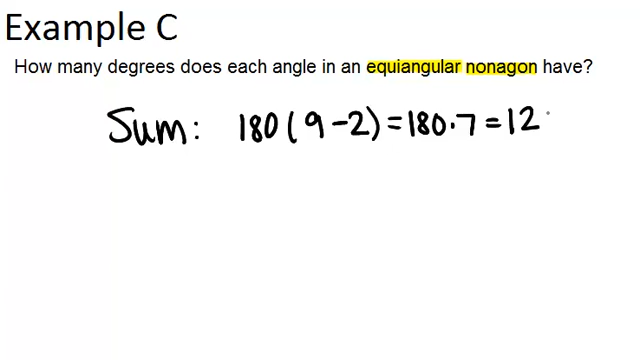 Example C
How many degrees does each angle in an equiangular nonagon have?
Sum: 180(9-2)=180·7=12